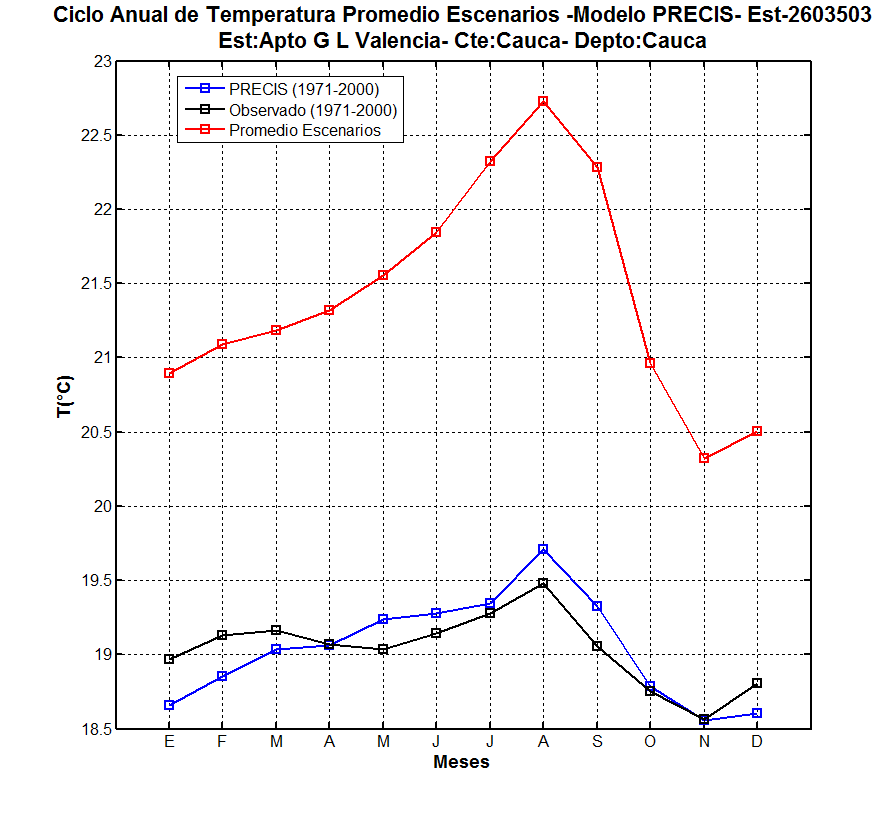 Ciclo Anual de Temperatura Promedio Escenarios -Modelo PRECIS- Est-2603503
Est:Apto G L Valencia- Cte:Cauca- Depto:Cauca
PRECIS (1971-2000)
Observado (1971-2000)
Promedio Escenarios
23
22.5
22
21.5
21
20.5
20
19.5
19
18.5
T(°C)
E F M A M J J A S O N D
Meses